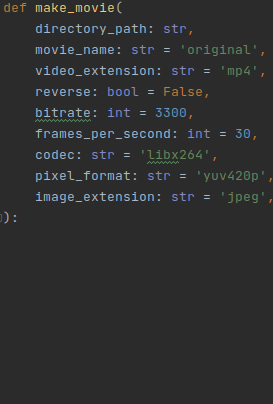 def make_movie(
    directory_path: str,
    movie_name: str = 'original',
    video_extension: str = 'mp4',
    reverse: bool = False,
    bitrate: int = 3300,
    frames_per_second: int = 30,
    codec: str = 'libx264',
    pixel_format: str = 'yuv420p',
    image_extension: str = 'jpeg',
):